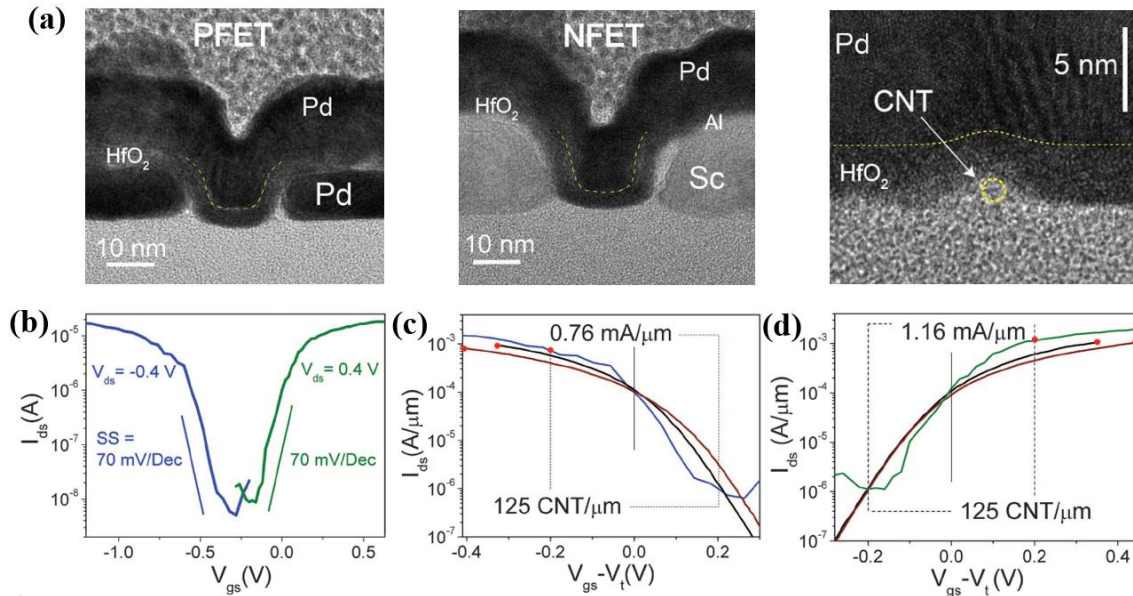 (a)
PFET
Pd
HfO2
Pd
10 nm
NFET
Pd
HfO2
Al
Sc
10 nm
Pd
5 nm
CNT
HfO2
(b)
10-5
10-6
10-7
10-8
Ids(A)
Vds= -0.4 V
Vds= 0.4 V
SS =
70 mV/Dec
70 mV/Dec
-1.0
-0.5
0.0
0.5
Vgs(V)
(c)
10-2
10-3
10-4
10-5
10-6
10-7
Ids(A/μm)
0.76 mA/μm
125 CNT/μm
-0.4
-0.2
0.0
0.2
Vgs-Vt(V)
(d)
10-2
10-3
10-4
10-5
10-6
10-7
Ids (A/μm)
1.16 mA/μm
125 CNT/μm
-0.2
0.0
0.2
0.4
Vgs-Vt(V)